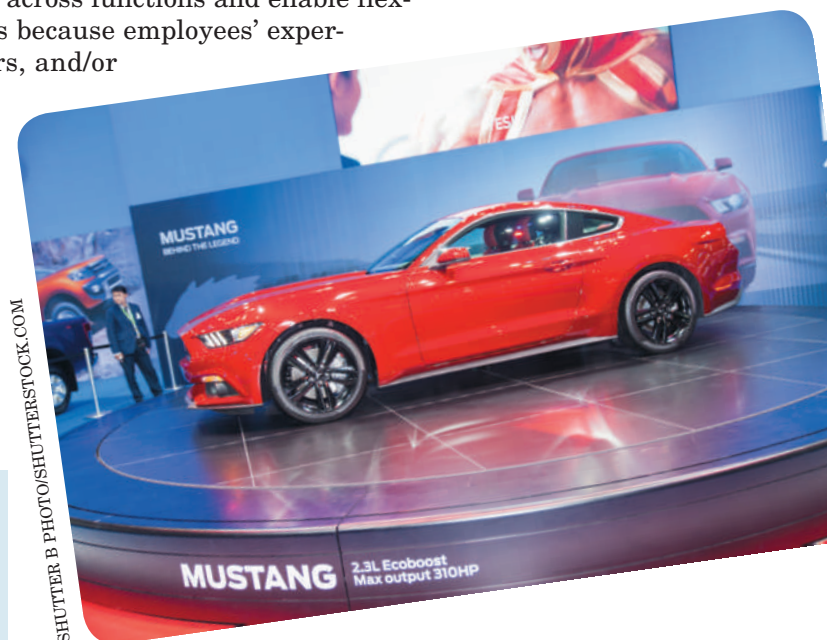 across functions and enable flex-
s because employees’ exper-
rs, and/or
MUSTANG
BEHIND THE LEGEND
MUSTANG
2.3L Ecoboost
Max output 310HP
SHUTTER B PHOTO/SHUTTERSTOCK.COM